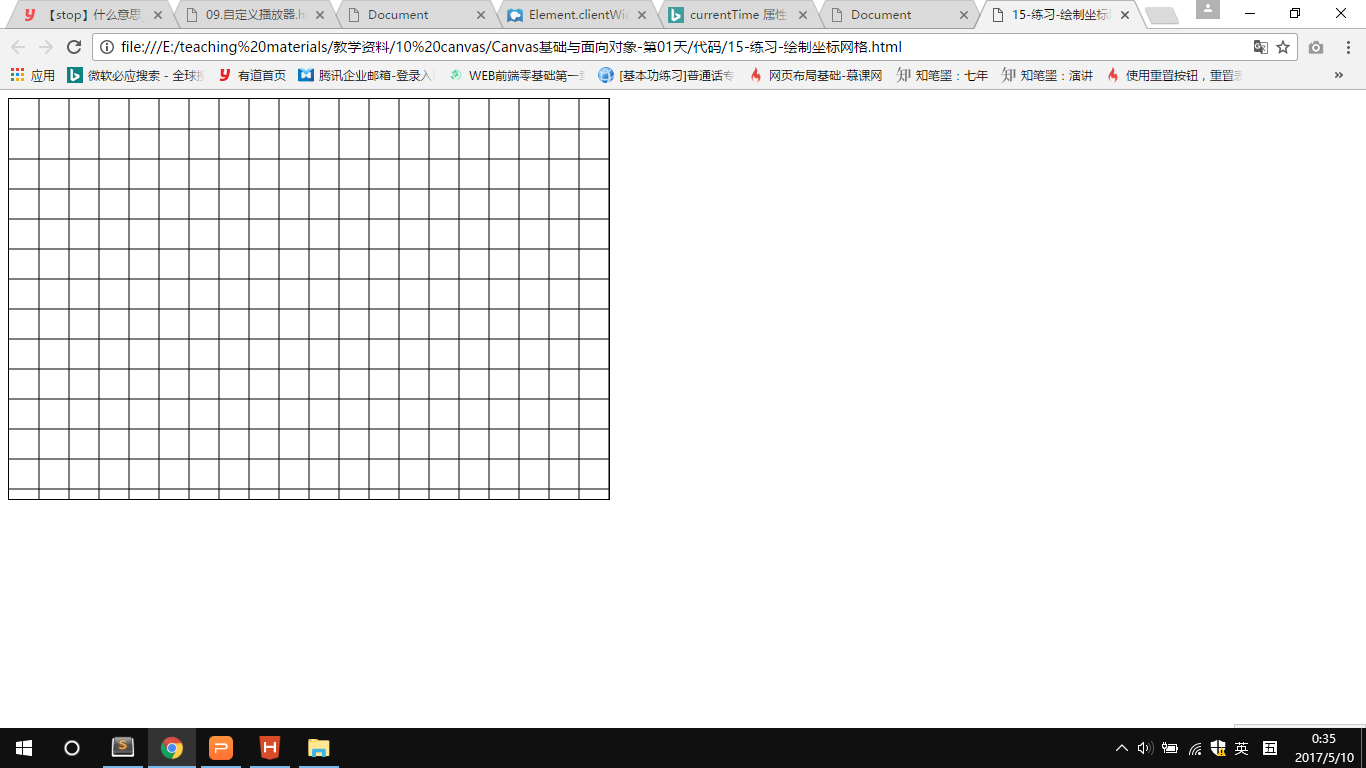 【stop】什么意思_
09.自定义播放器.h
Document
Element.clientWi
currentTime 属性
Document
15-练习-绘制坐标
file:///E:/teaching%20materials/教学资料/10%20canvas/Canvas基础与面向对象-第01天/代码/15-练习-绘制坐标网格.html
应用
微软必应搜索 - 全球搜
有道首页
腾讯企业邮箱-登录入
WEB前端零基础第一
[基本功练习]普通话专
网页布局基础-慕课网
知笔墨：七年
知笔墨：演讲
使用重置按钮，重置
英
五
0:35
2017/5/10